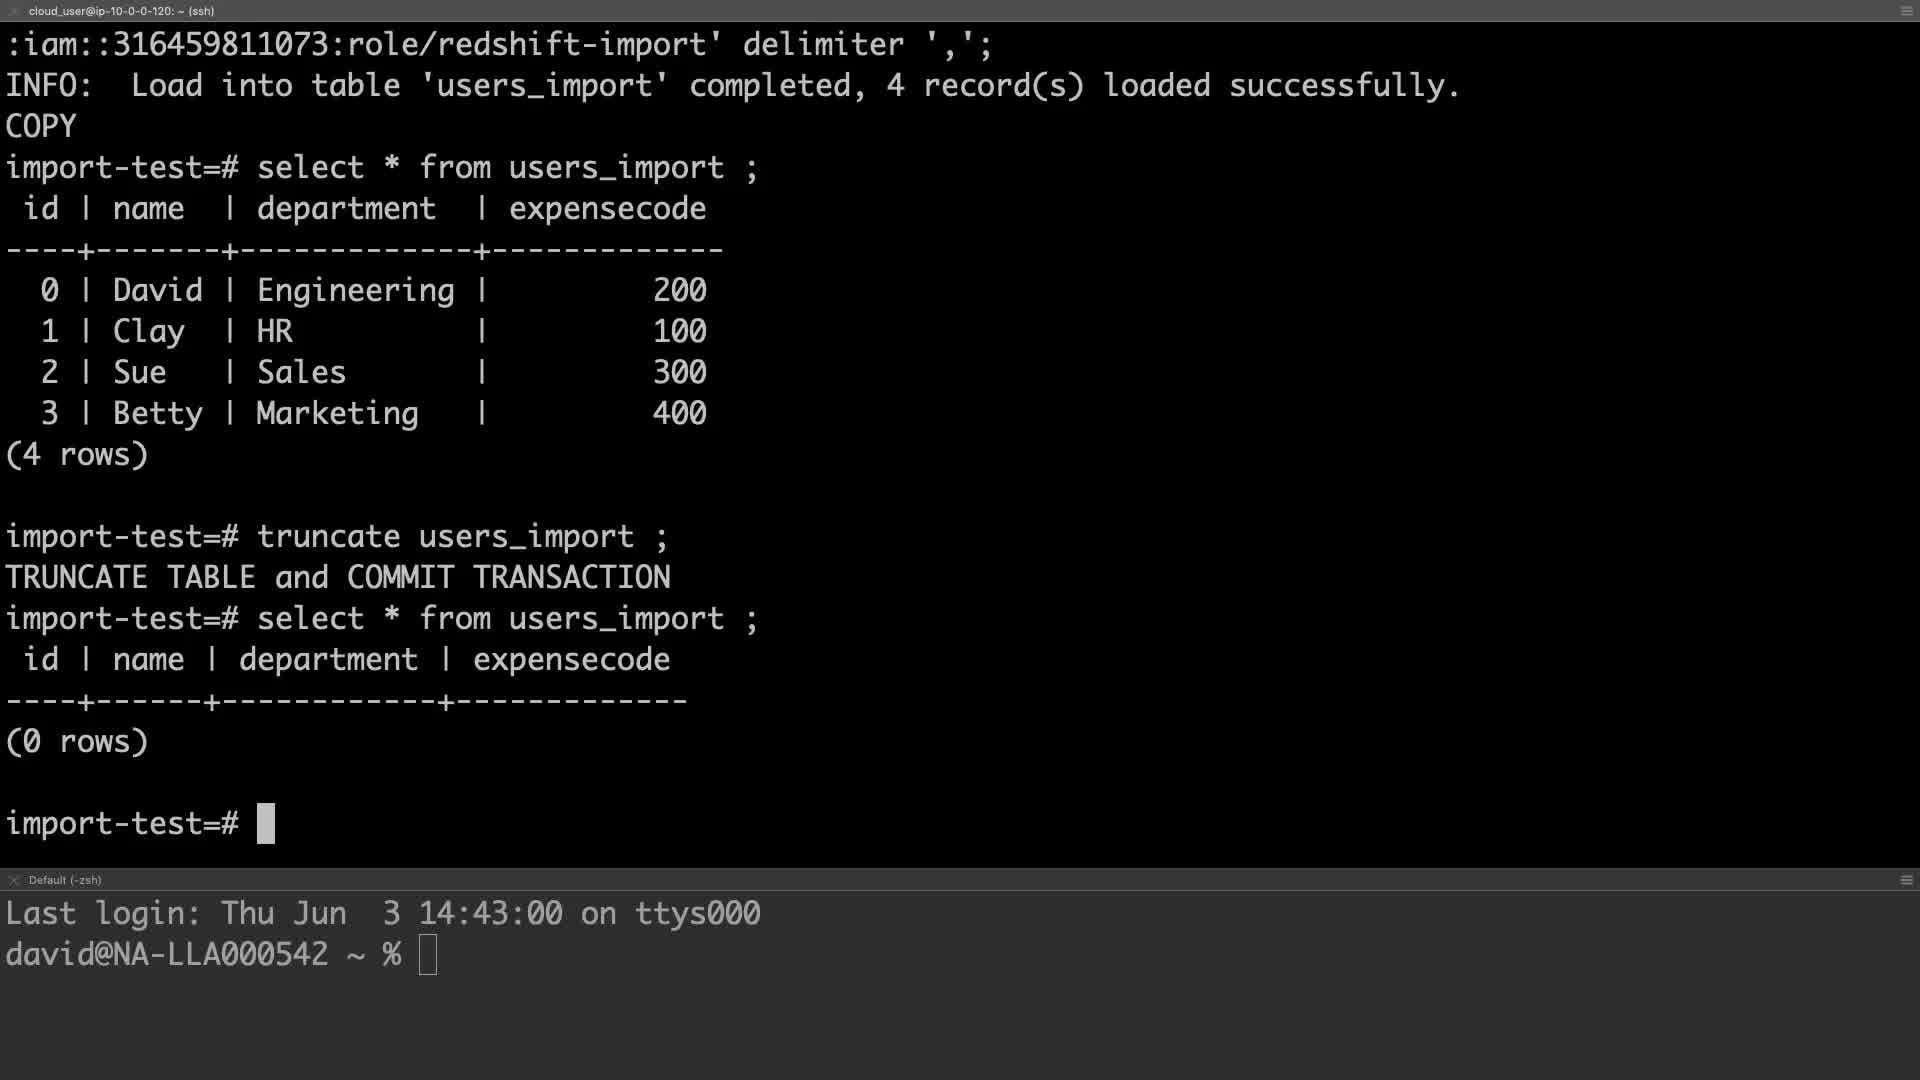 cloud_user@ip-10-0-0-120: ~ (ssh)
:iam::316459811073:role/redshift-import' delimiter ',';
INFO:  Load into table 'users_import' completed, 4 record(s) loaded successfully.
COPY
import-test=# select * from users_import ;
 id | name  | department  | expensecode
----+-------+-------------+-------------
  0 | David | Engineering |         200
  1 | Clay  | HR          |         100
  2 | Sue   | Sales       |         300
  3 | Betty | Marketing   |         400
(4 rows)
import-test=# truncate users_import ;
TRUNCATE TABLE and COMMIT TRANSACTION
import-test=# select * from users_import ;
 id | name | department | expensecode
----+------+------------+-------------
(0 rows)
import-test=#
Default (-zsh)
Last login: Thu Jun  3 14:43:00 on ttys000
david@NA-LLA000542 ~ %